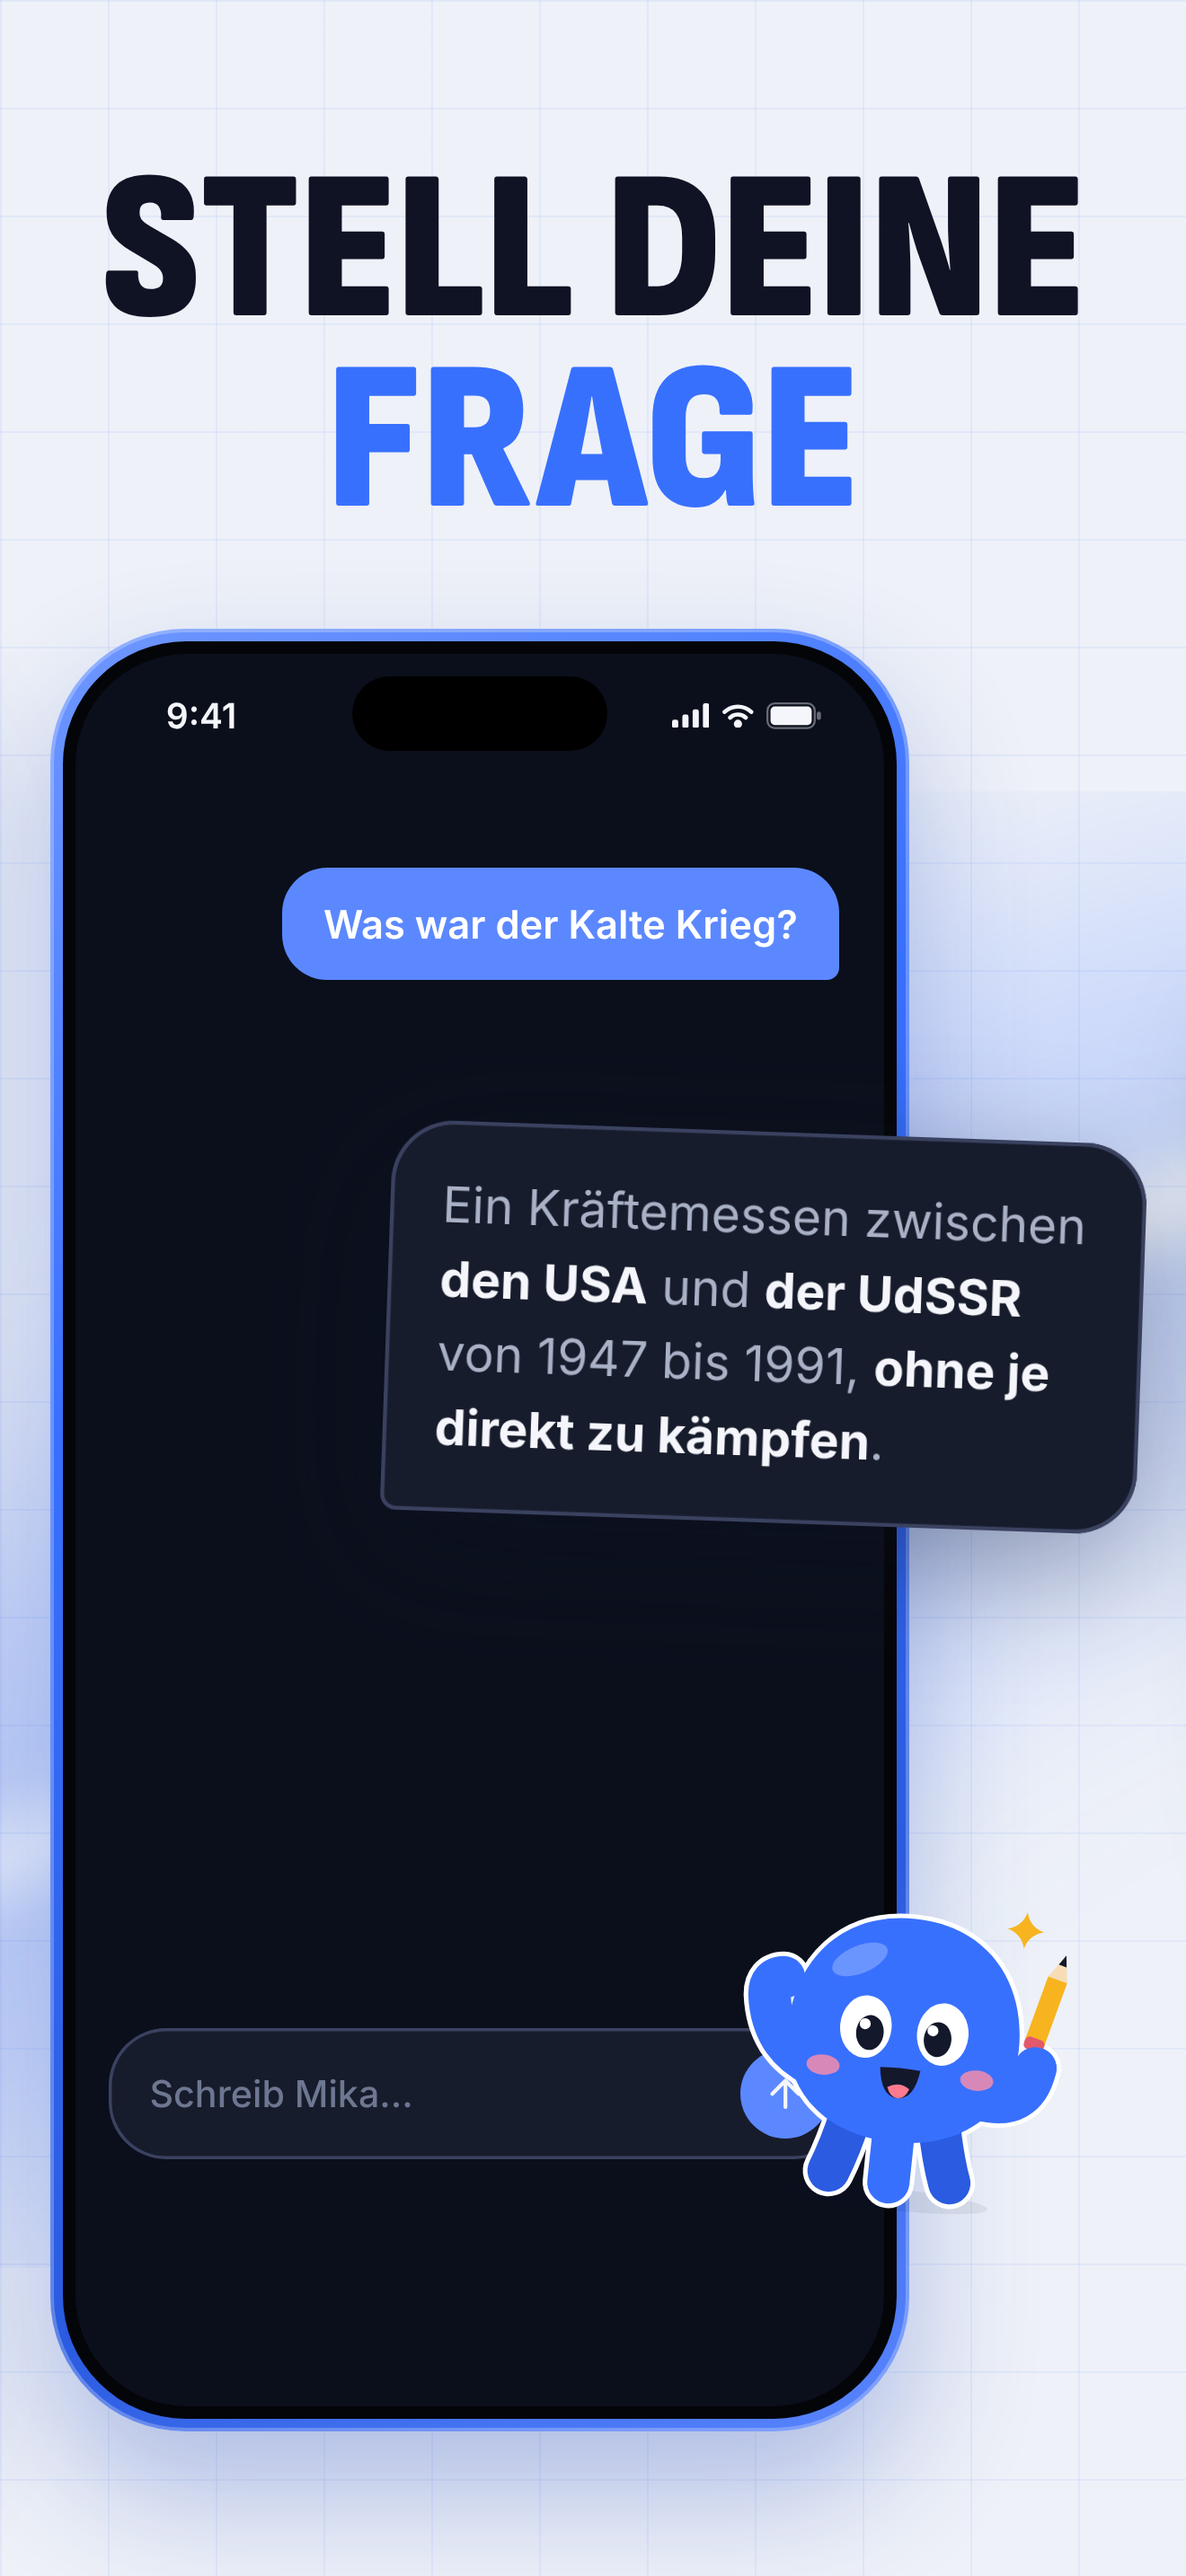 STELL DEINE
FRAGE
9:41
Was war der Kalte Krieg?
Ein Kräftemessen zwischen
den USA und der UdSSR
von 1947 bis 1991, ohne je
direkt zu kämpfen.
Schreib Mika...